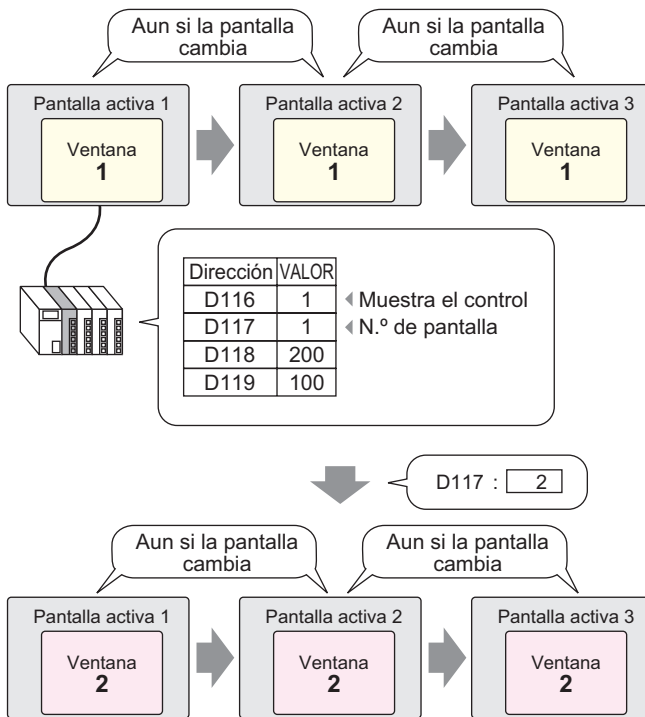 Aun si la pantalla
cambia
Aun si la pantalla
cambia
Pantalla activa 1
Ventana
1
Pantalla activa 2
Ventana
1
Pantalla activa 3
Ventana
1
Dirección VALOR
D116 1 Muestra el control
D117 1 N.º de pantalla
D118 200
D119 100
D117 : 2
Aun si la pantalla
cambia
Aun si la pantalla
cambia
Pantalla activa 1
Ventana
2
Pantalla activa 2
Ventana
2
Pantalla activa 3
Ventana
2